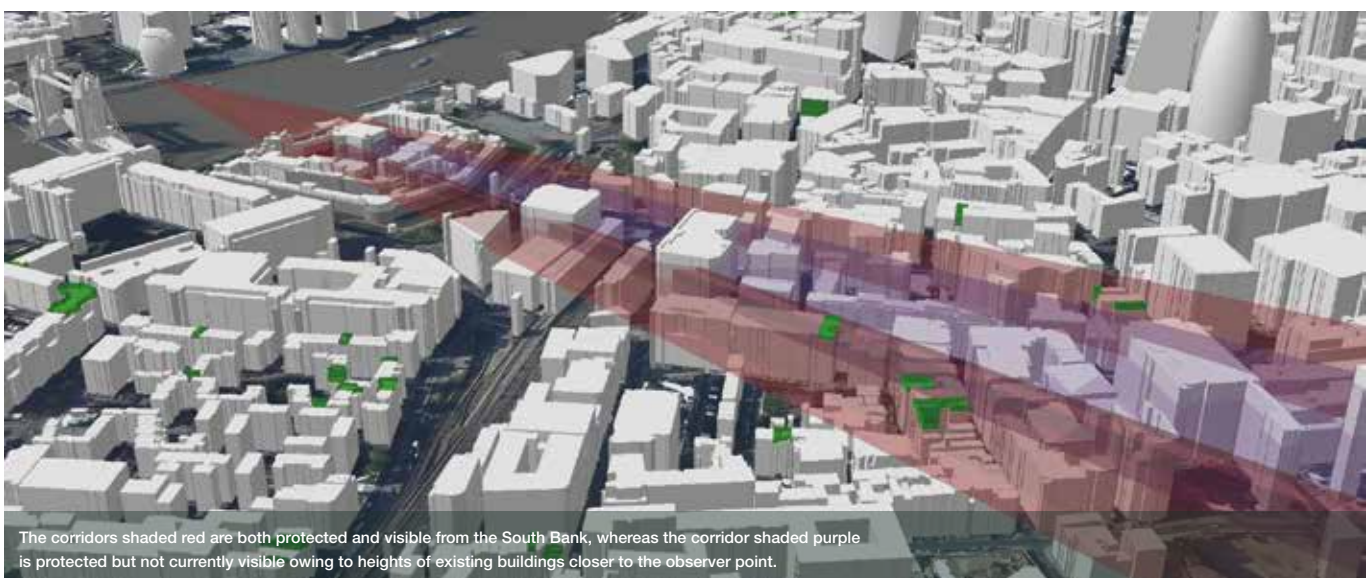 The corridors shaded red are both protected and visible from the South Bank, whereas the corridor shaded purple
is protected but not currently visible owing to heights of existing buildings closer to the observer point.